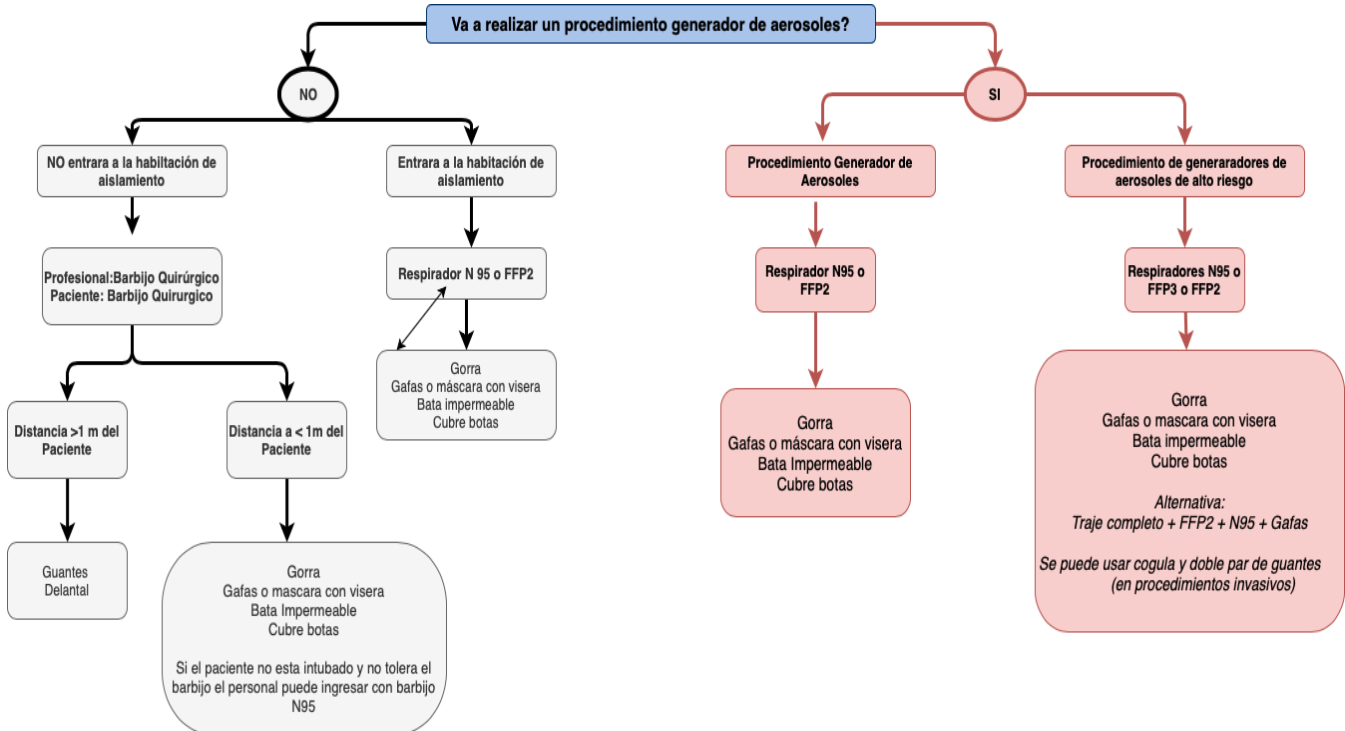 Va a realizar un procedimiento generador de aerosoles?
NO
SI
NO entrara a la habiltación de
aislamiento
Entrara a la habitación de
aislamiento
Procedimiento Generador de
Aerosoles
Procedimiento de generaradores de
aerosoles de alto riesgo
Profesional:Barbijo Quirúrgico
Paciente: Barbijo Quirurgico
Respirador N 95 o FFP2
Respirador N95 o
FFP2
Respiradores N95 o
FFP3 o FFP2
Gorra
Gafas o máscara con visera
Bata impermeable
Cubre botas
Distancia >1 m del
Paciente
Distancia a < 1m del
Paciente
Gorra
Gafas o máscara con visera
Bata Impermeable
Cubre botas
Gorra
Gafas o mascara con visera
Bata impermeable
Cubre botas
Alternativa:
Traje completo + FFP2 + N95 + Gafas
Se puede usar cogula y doble par de guantes
(en procedimientos invasivos)
Guantes
Delantal
Gorra
Gafas o mascara con visera
Bata Impermeable
Cubre botas
Si el paciente no esta intubado y no tolera el
barbijo el personal puede ingresar con barbijo
N95